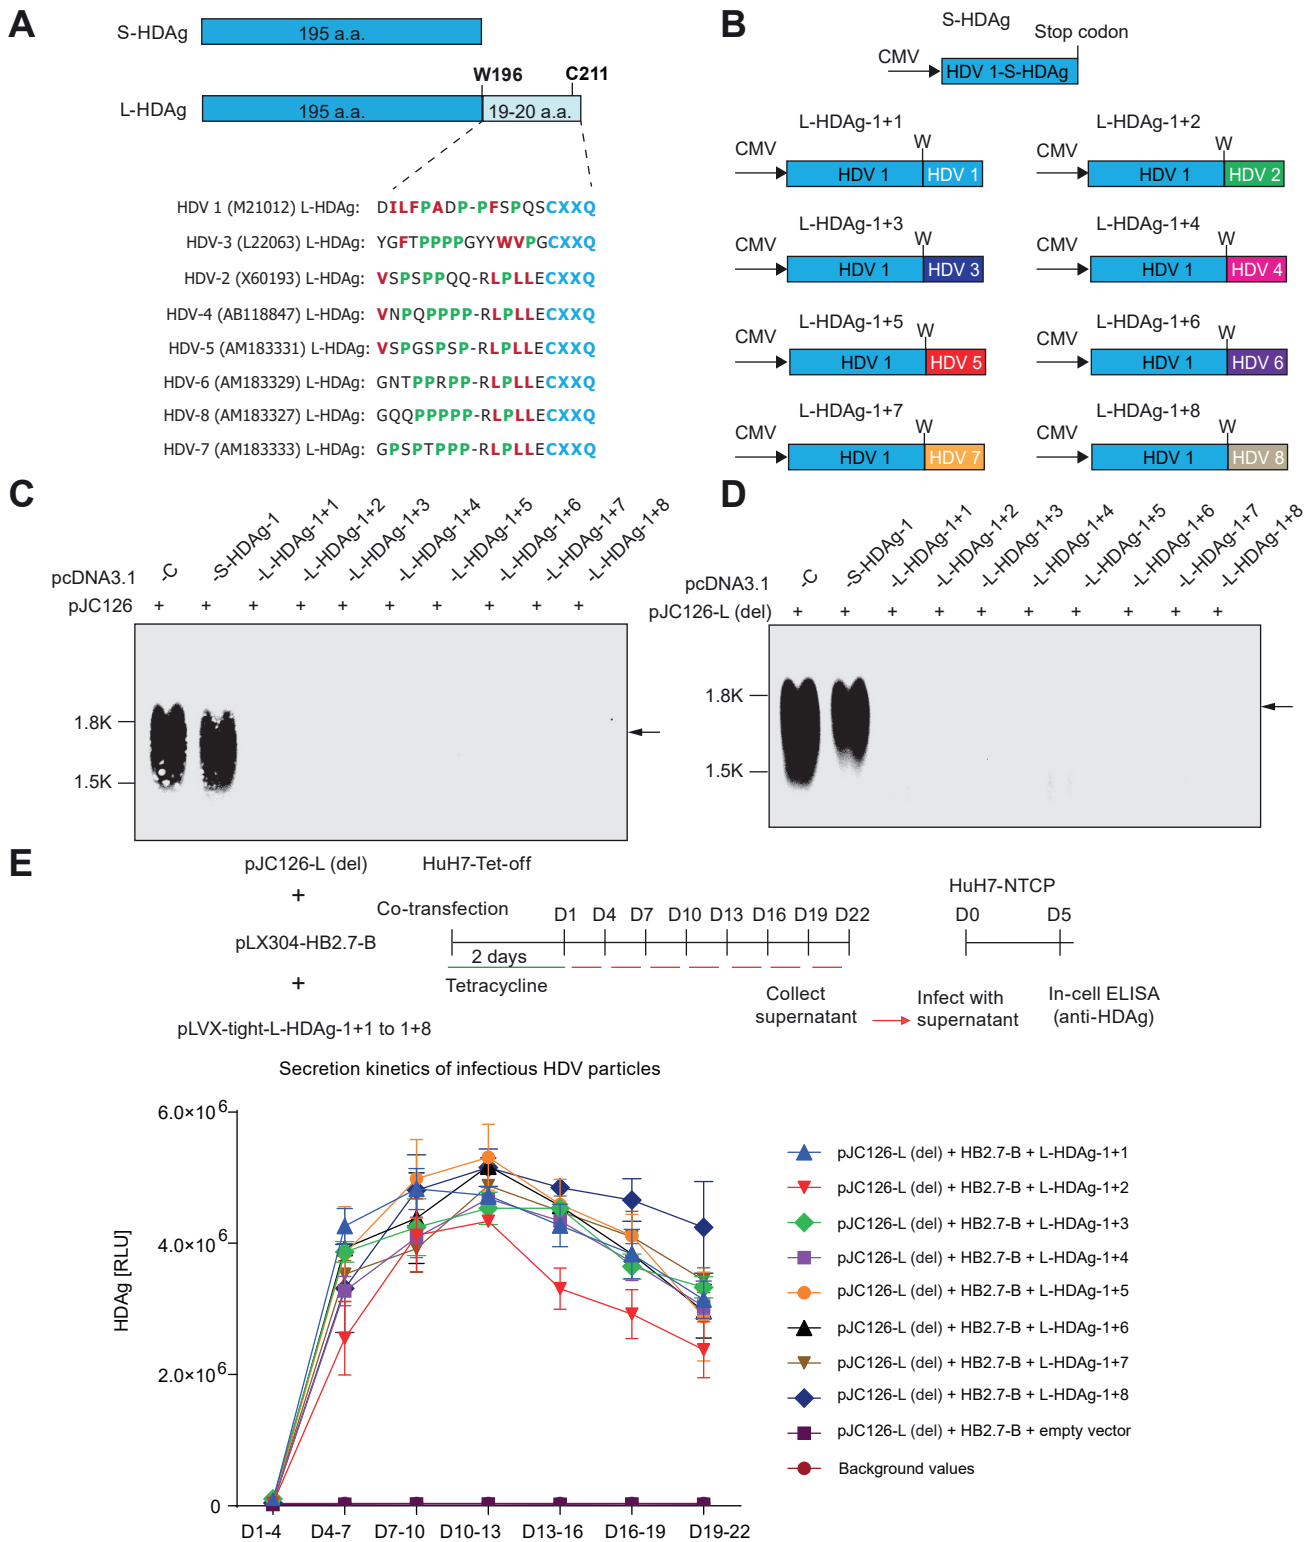 A
S-HDAg
195 a.a.
W196
C211
L-HDAg
195 a.a.
19-20 a.a.
HDV 1 (M21012) L-HDAg: DILFPADP-PFSPQSCXXQ
HDV-3 (L22063) L-HDAg: YGFTPPPPGYYWVPGCXXQ
HDV-2 (X60193) L-HDAg: VSPSPPQQ-RLPLLECXXQ
HDV-4 (AB118847) L-HDAg: VNPQPPPP-RLPLLECXXQ
HDV-5 (AM183331) L-HDAg: VSPGSPSP-RLPLLECXXQ
HDV-6 (AM183329) L-HDAg: GNTPPRPP-RLPLLECXXQ
HDV-8 (AM183327) L-HDAg: GQQPPPPP-RLPLLECXXQ
HDV-7 (AM183333) L-HDAg: GPSPTPPP-RLPLLECXXQ
B
S-HDAg
Stop codon
CMV
HDV 1-S-HDAg
L-HDAg-1+1
L-HDAg-1+2
CMV W HDV 1 HDV 1
CMV W HDV 1 HDV 2
L-HDAg-1+3
L-HDAg-1+4
CMV W HDV 1 HDV 3
CMV W HDV 1 HDV 4
L-HDAg-1+5
L-HDAg-1+6
CMV W HDV 1 HDV 5
CMV W HDV 1 HDV 6
L-HDAg-1+7
L-HDAg-1+8
CMV W HDV 1 HDV 7
CMV W HDV 1 HDV 8
C
pcDNA3.1
-C
-S-HDAg-1
-L-HDAg-1+1
-L-HDAg-1+2
-L-HDAg-1+3
-L-HDAg-1+4
-L-HDAg-1+5
-L-HDAg-1+6
-L-HDAg-1+7
-L-HDAg-1+8
pJC126 + + + + + + + + + +
1.8K
1.5K
D
pcDNA3.1
-C
-S-HDAg-1
-L-HDAg-1+1
-L-HDAg-1+2
-L-HDAg-1+3
-L-HDAg-1+4
-L-HDAg-1+5
-L-HDAg-1+6
-L-HDAg-1+7
-L-HDAg-1+8
pJC126-L (del) + + + + + + + + + +
1.8K
1.5K
E
pJC126-L (del)
+
pLX304-HB2.7-B
+
pLVX-tight-L-HDAg-1+1 to 1+8
HuH7-Tet-off
Co-transfection
D1 D4 D7 D10 D13 D16 D19 D22
2 days
Tetracycline
Collect
supernatant
HuH7-NTCP
D0 D5
Infect with
supernatant
In-cell ELISA
(anti-HDAg)
Secretion kinetics of infectious HDV particles
HDAg [RLU]
6.0×10⁶
4.0×10⁶
2.0×10⁶
0
D1-4 D4-7 D7-10 D10-13 D13-16 D16-19 D19-22
pJC126-L (del) + HB2.7-B + L-HDAg-1+1
pJC126-L (del) + HB2.7-B + L-HDAg-1+2
pJC126-L (del) + HB2.7-B + L-HDAg-1+3
pJC126-L (del) + HB2.7-B + L-HDAg-1+4
pJC126-L (del) + HB2.7-B + L-HDAg-1+5
pJC126-L (del) + HB2.7-B + L-HDAg-1+6
pJC126-L (del) + HB2.7-B + L-HDAg-1+7
pJC126-L (del) + HB2.7-B + L-HDAg-1+8
pJC126-L (del) + HB2.7-B + empty vector
Background values